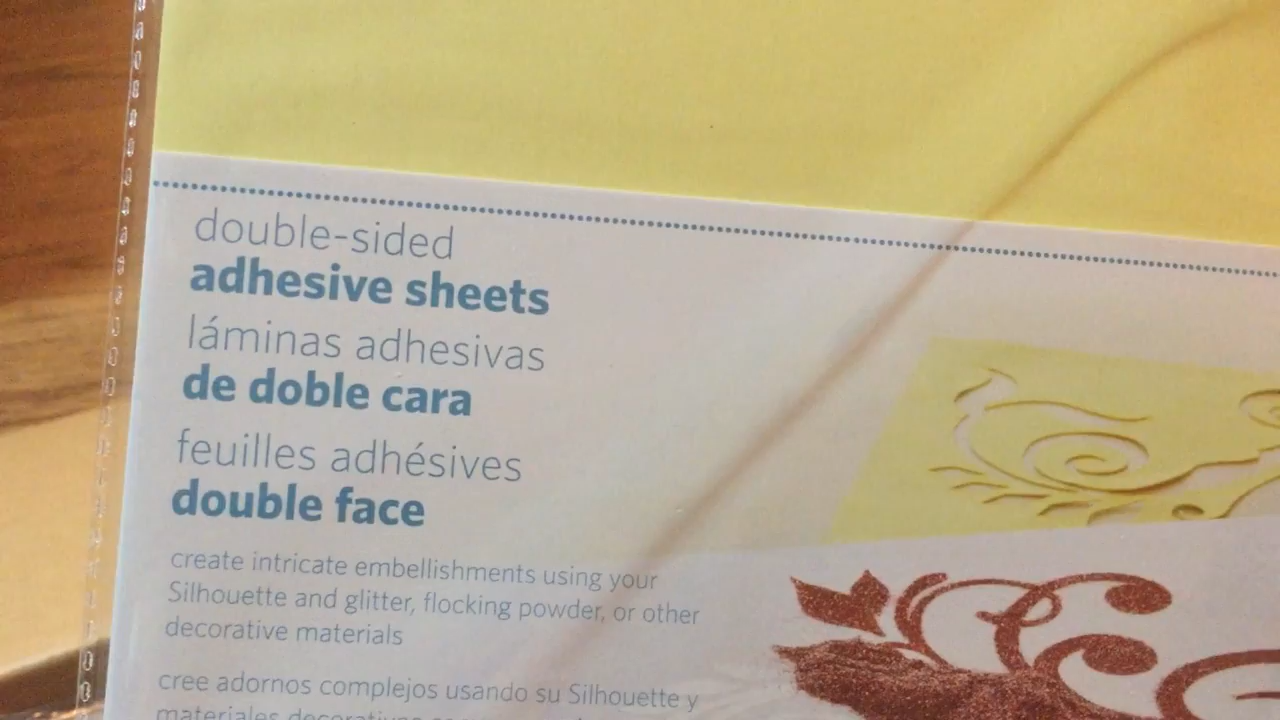 double-sided
adhesive sheets
láminas adhesivas
de doble cara
feuilles adhésives
double face
create intricate embellishments using your
Silhouette and glitter, flocking powder, or other
decorative materials
cree adornos complejos usando su Silhouette y
materiales